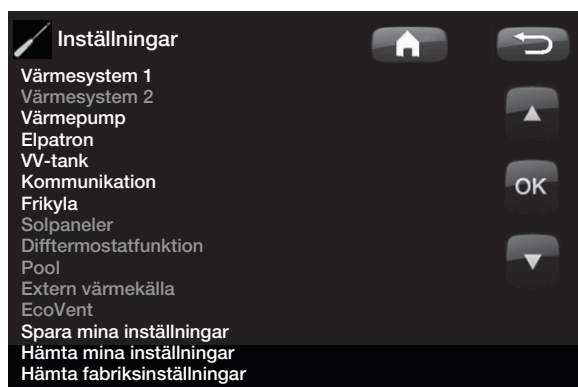 Inställningar
Värmesystem 1
Värmesystem 2
Värmepump
Elpatron
VV-tank
Kommunikation
OK
Frikyla
Solpaneler
Difftermostatfunktion
Pool
Extern värmekälla
EcoVent
Spara mina inställningar
Hämta mina inställningar
Hämta fabriksinställningar